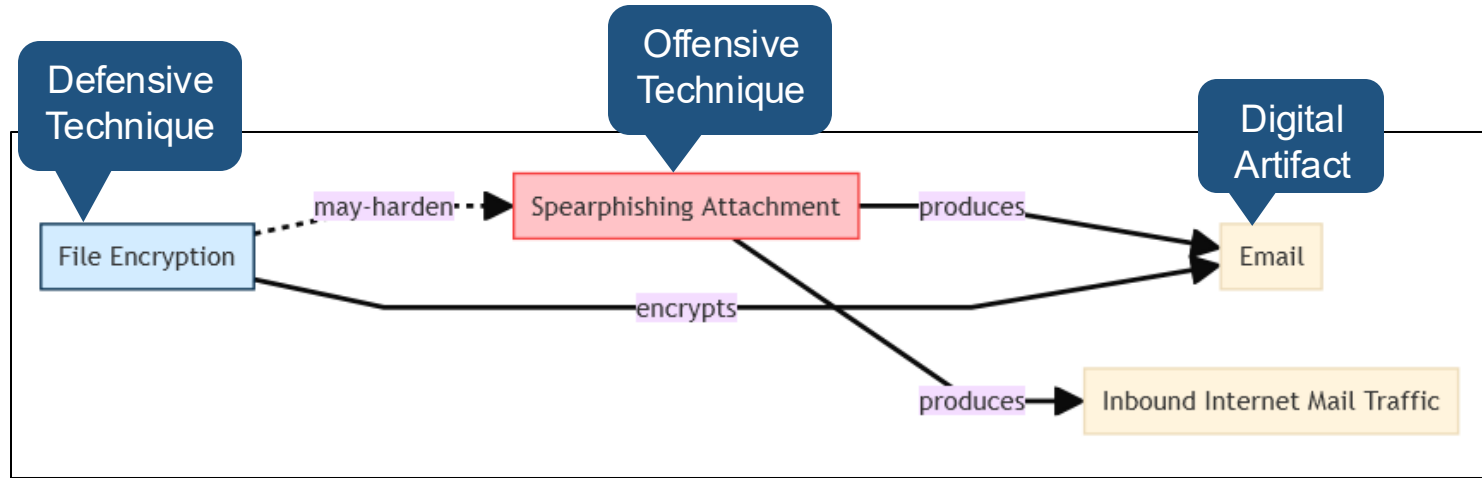 Defensive
Technique
Offensive
Technique
Digital
Artifact
may-harden
Spearphishing Attachment
produces
File Encryption
Email
encrypts
produces
Inbound Internet Mail Traffic